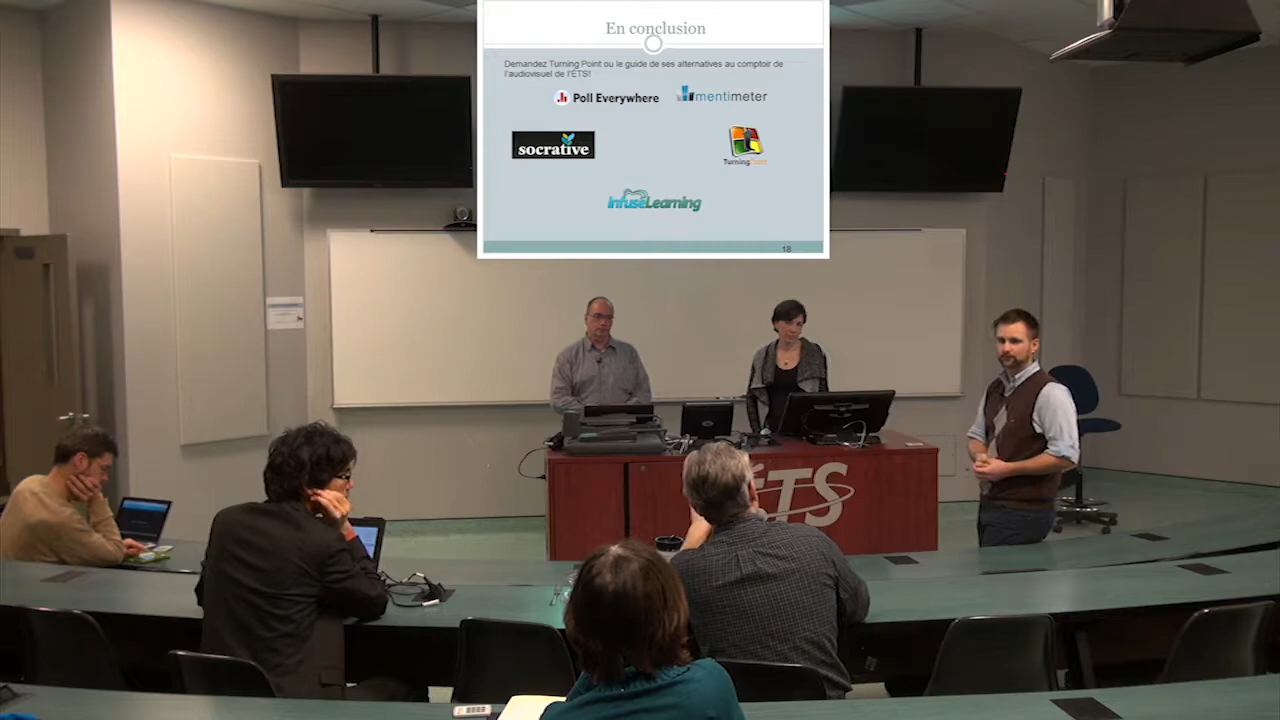 En conclusion
Demandez Turning Point ou le guide de ses alternatives au comptoir de
l'audiovisuel de l'ÉTS!
Poll Everywhere
mentimeter
socrative
TurningPoint
InfuseLearning
18
ÉTS